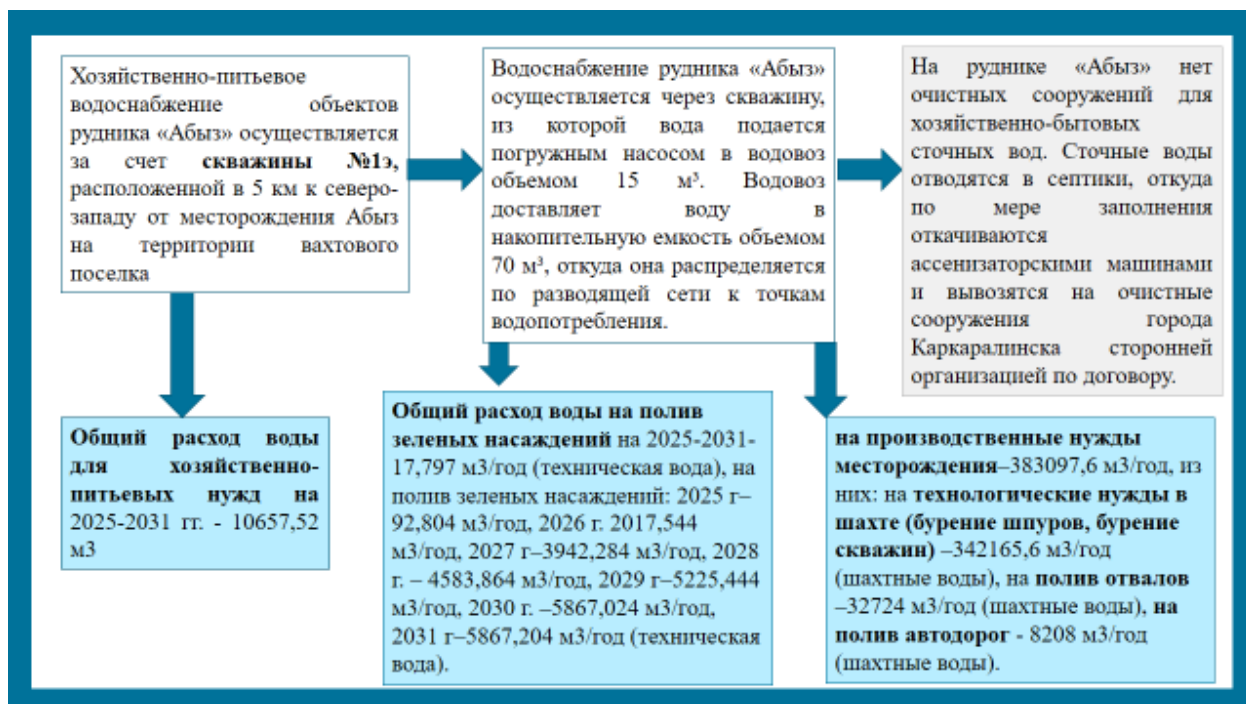 Хозяйственно-питьевое
водоснабжение объектов
рудника «Абыз» осуществляется
за счет скважины №1э,
расположенной в 5 км к северо-
западу от месторождения Абыз
на территории вахтового
поселка
Водоснабжение рудника «Абыз»
осуществляется через скважину,
из которой вода подается
погружным насосом в водовоз
объемом 15 м³. Водовоз
доставляет воду в
накопительную емкость объемом
70 м³, откуда она распределяется
по разводящей сети к точкам
водопотребления.
На руднике «Абыз» нет
очистных сооружений для
хозяйственно-бытовых
сточных вод. Сточные воды
отводятся в септики, откуда
по мере заполнения
откачиваются
ассенизаторскими машинами
и вывозятся на очистные
сооружения города
Каркаралинска сторонней
организацией по договору.
Общий расход воды
для хозяйственно-
питьевых нужд на
2025-2031 гг. - 10657,52
м3
Общий расход воды на полив
зеленых насаждений на 2025-2031-
17,797 м3/год (техническая вода), на
полив зеленых насаждений: 2025 г–
92,804 м3/год, 2026 г. 2017,544
м3/год, 2027 г–3942,284 м3/год, 2028
г. – 4583,864 м3/год, 2029 г–5225,444
м3/год, 2030 г. –5867,024 м3/год,
2031 г–5867,204 м3/год (техническая
вода).
на производственные нужды
месторождения–383097,6 м3/год, из
них: на технологические нужды в
шахте (бурение шпуров, бурение
скважин) –342165,6 м3/год
(шахтные воды), на полив отвалов
–32724 м3/год (шахтные воды), на
полив автодорог - 8208 м3/год
(шахтные воды).